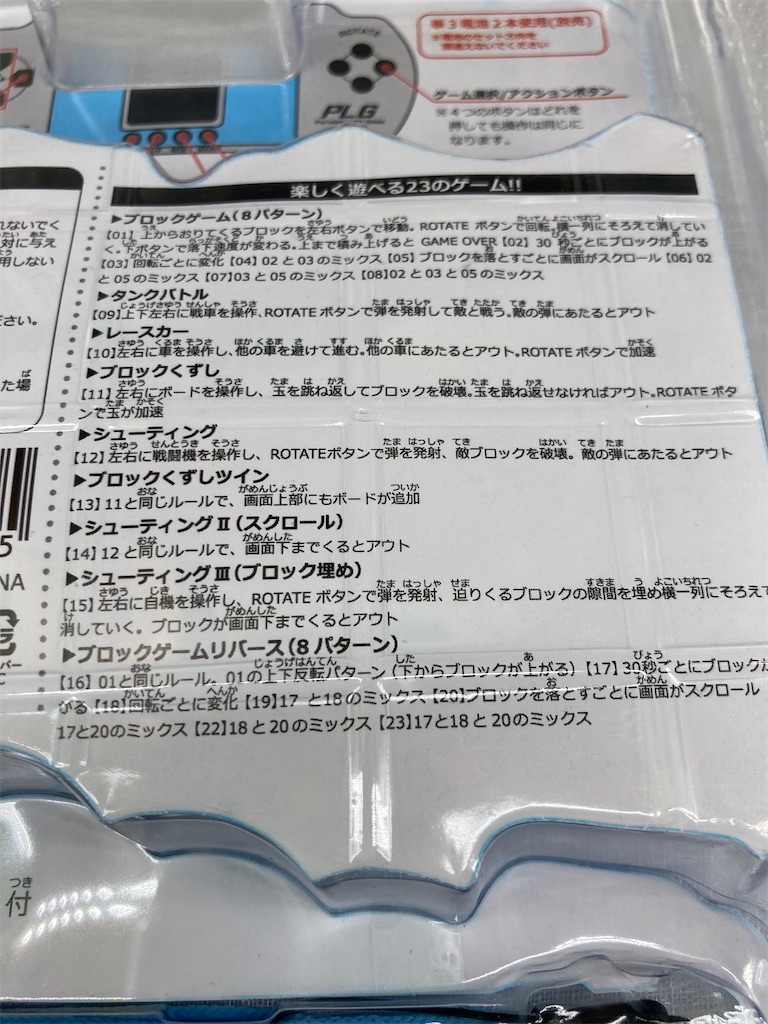 単3電池2本使用(別売)
ROTATE
PLG
ゲーム選択/アクションボタン
※4つのボタンはどれを
押しても操作は同じに
なります。
楽しく遊べる23のゲーム!!
▶ブロックゲーム(8パターン)
【01】上からおりてくるブロックを左右ボタンで移動。ROTATE ボタンで回転。横一列にそろえて消してい
く。下ボタンで落下速度が変わる。上まで積み上げると GAME OVER【02】30 秒ごとにブロックが上がる
【03】回転ごとに変化【04】02 と 03 のミックス【05】ブロックを落とすごとに画面がスクロール【06】02
と 05 のミックス【07】03 と 05 のミックス【08】02 と 03 と 05 のミックス
▶タンクバトル
【09】上下左右に戦車を操作、ROTATE ボタンで弾を発射して敵と戦う。敵の弾にあたるとアウト
▶レースカー
【10】左右に車を操作し、他の車を避けて進む。他の車にあたるとアウト。ROTATE ボタンで加速
▶ブロックくずし
【11】左右にボードを操作し、玉を跳ね返してブロックを破壊。玉を跳ね返せなければアウト。ROTATE ボタ
ンで玉が加速
▶シューティング
【12】左右に戦闘機を操作し、ROTATEボタンで弾を発射、敵ブロックを破壊。敵の弾にあたるとアウト
▶ブロックくずしツイン
【13】11と同じルールで、画面上部にもボードが追加
▶シューティングⅡ(スクロール)
【14】12 と同じルールで、画面下までくるとアウト
▶シューティングⅢ(ブロック埋め)
【15】左右に自機を操作し、ROTATE ボタンで弾を発射、迫りくるブロックの隙間を埋め横一列にそろえて
消していく。ブロックが画面下までくるとアウト
▶ブロックゲームリバース(8パターン)
【16】01と同じルール。01の上下反転パターン(下からブロックが上がる)【17】30秒ごとにブロックが
がる【18】回転ごとに変化【19】17 と18 のミックス【20】ブロックを落とすごとに画面がスクロール
17と20のミックス【22】18 と 20 のミックス【23】17と18 と 20のミックス
れないでく
対に与え
用しない
ださい。
た場
5
NA
バー
C
付